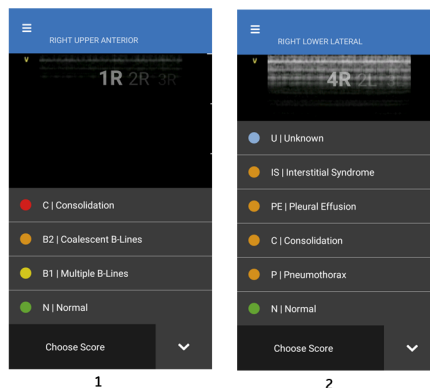 RIGHT UPPER ANTERIOR
V
1R 2R 3R
C | Consolidation
B2 | Coalescent B-Lines
B1 | Multiple B-Lines
N | Normal
Choose Score
1
RIGHT LOWER LATERAL
V
4R 2L
U | Unknown
IS | Interstitial Syndrome
PE | Pleural Effusion
C | Consolidation
P | Pneumothorax
N | Normal
Choose Score
2